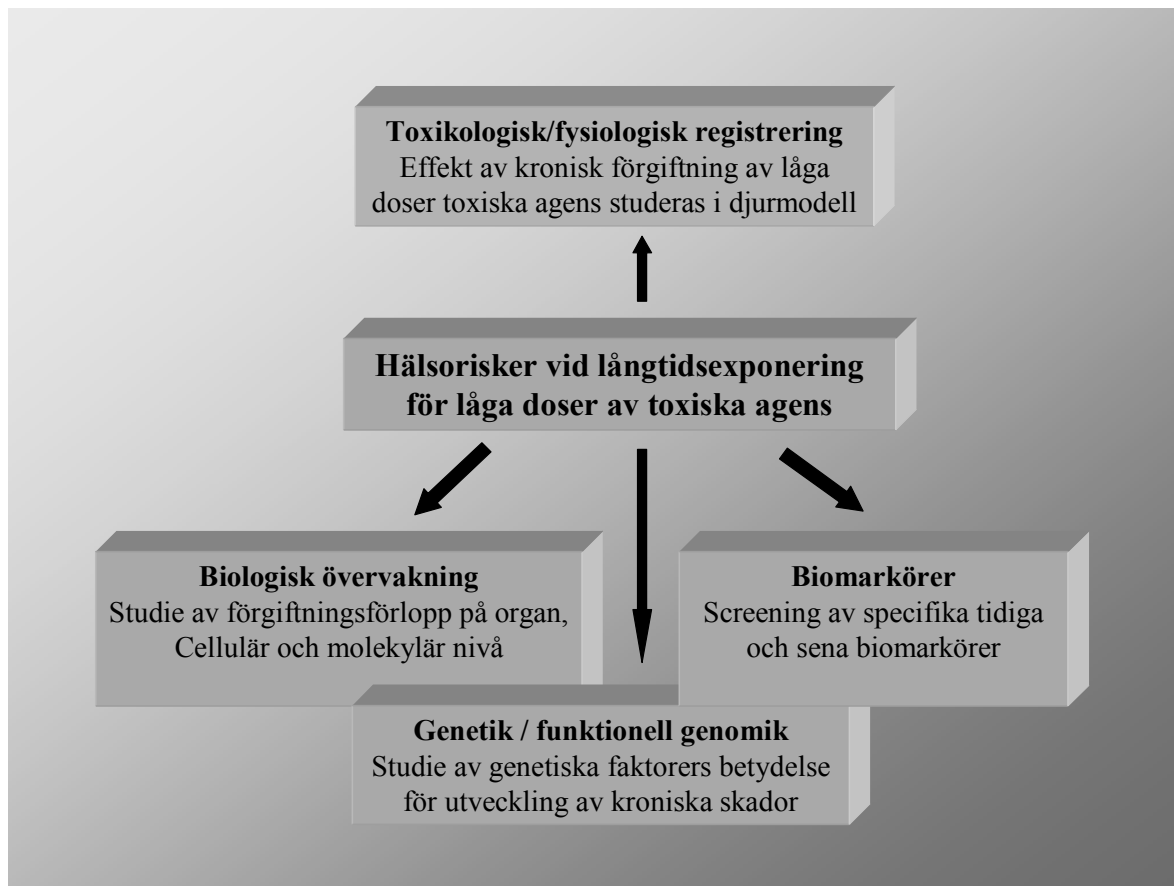 Toxikologisk/fysiologisk registrering
Effekt av kronisk förgiftning av låga
doser toxiska agens studeras i djurmodell
Hälsorisker vid långtidsexponering
för låga doser av toxiska agens
Biologisk övervakning
Studie av förgiftningsförlopp på organ,
Cellulär och molekylär nivå
Biomarkörer
Screening av specifika tidiga
och sena biomarkörer
Genetik / funktionell genomik
Studie av genetiska faktorers betydelse
för utveckling av kroniska skador